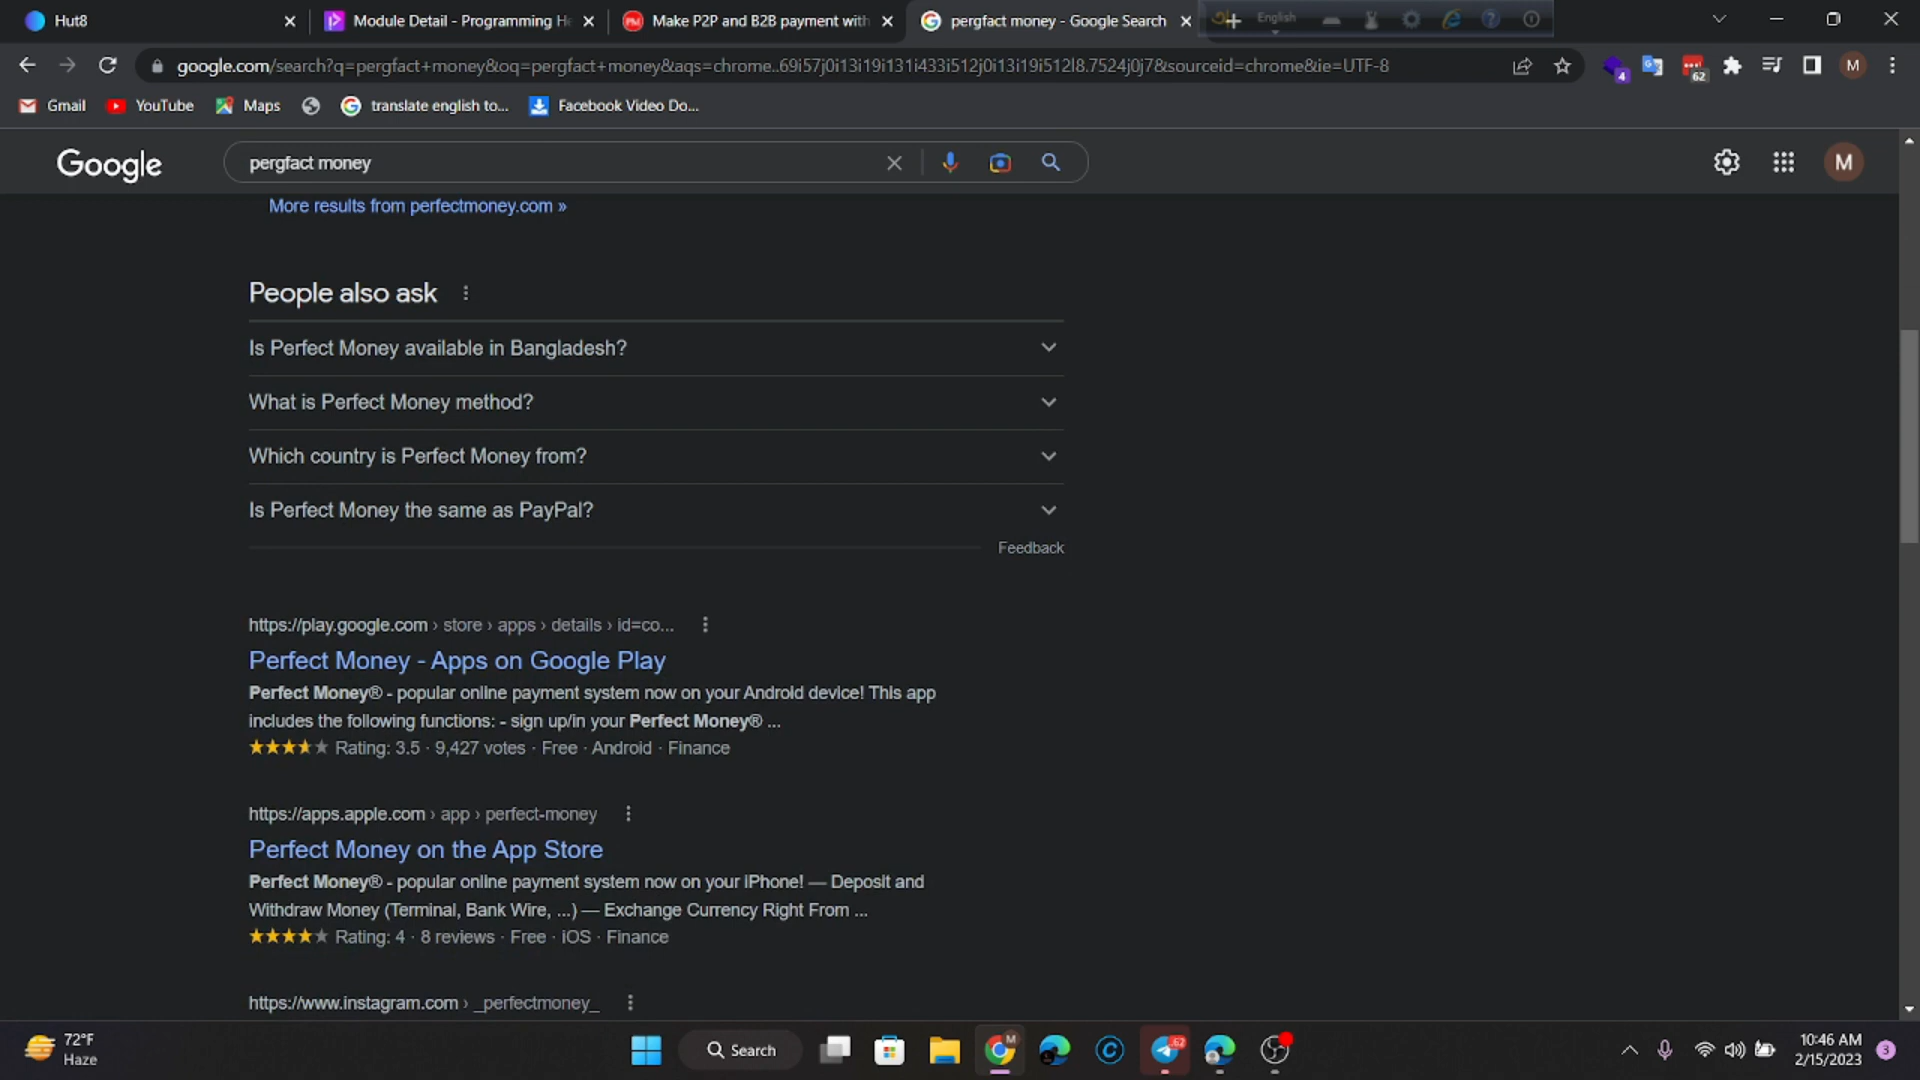 Hut8
Module Detail - Programming He
Make P2P and B2B payment with
pergfact money - Google Search
English
google.com/search?q=pergfact+money&oq=pergfact+money&aqs=chrome..69i57j0i13i19i131i433i512j0i13i19i512l8.7524j0j7&sourceid=chrome&ie=UTF-8
4
62
M
Gmail
YouTube
Maps
translate english to...
Facebook Video Do...
Google
pergfact money
M
More results from perfectmoney.com »
People also ask
Is Perfect Money available in Bangladesh?
What is Perfect Money method?
Which country is Perfect Money from?
Is Perfect Money the same as PayPal?
Feedback
https://play.google.com › store › apps › details › id=co...
Perfect Money - Apps on Google Play
Perfect Money® - popular online payment system now on your Android device! This app
includes the following functions: - sign up/in your Perfect Money® ...
Rating: 3.5 · 9,427 votes · Free · Android · Finance
https://apps.apple.com › app › perfect-money
Perfect Money on the App Store
Perfect Money® - popular online payment system now on your iPhone! — Deposit and
Withdraw Money (Terminal, Bank Wire, ...) — Exchange Currency Right From ...
Rating: 4 · 8 reviews · Free · iOS · Finance
https://www.instagram.com › _perfectmoney_
72°F
Haze
Search
M
62
10:46 AM
2/15/2023
3